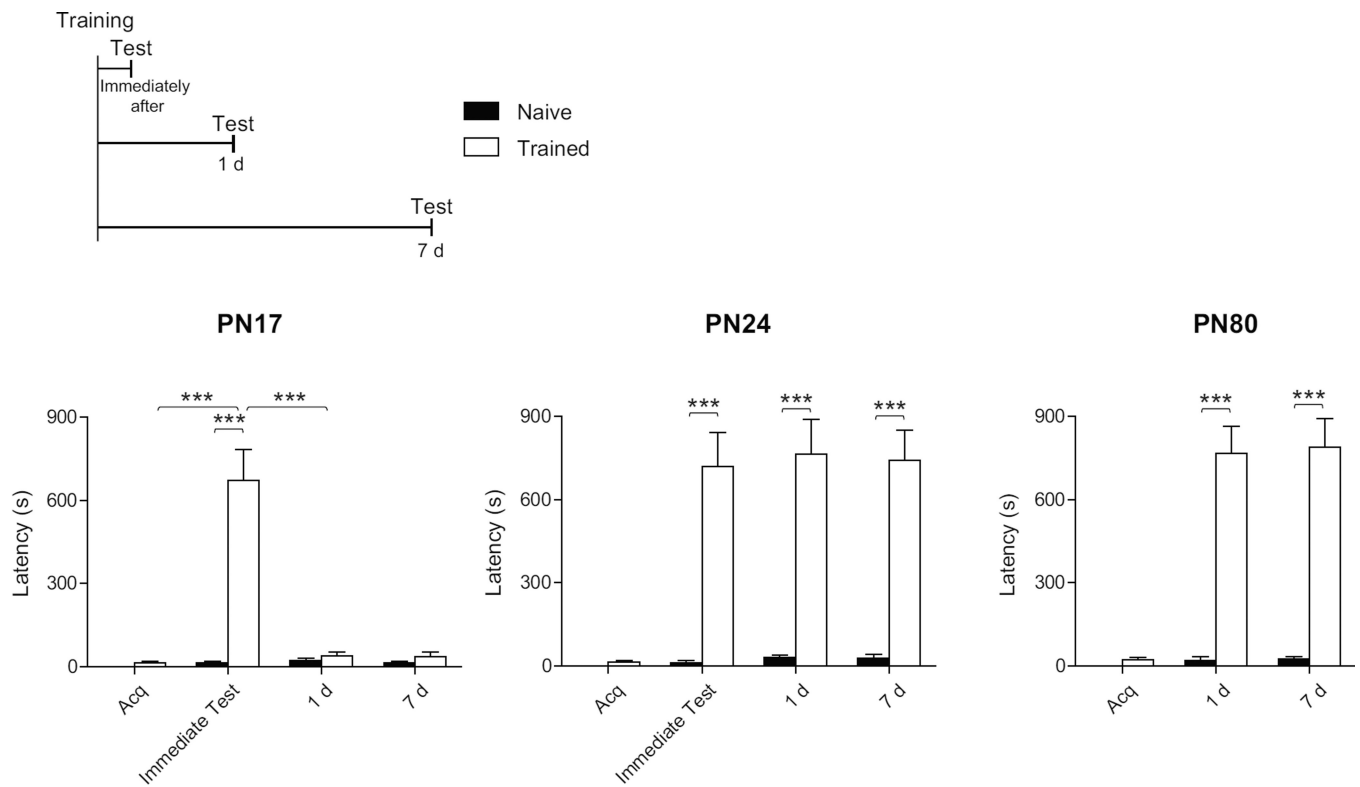 Training
Test
Immediately
after
Test
1 d
Test
7 d
Naive
Trained
PN17
Latency (s)
900
600
300
0
***
***
***
Acq
Immediate Test
1 d
7 d
PN24
Latency (s)
900
600
300
0
***
***
***
Acq
Immediate Test
1 d
7 d
PN80
Latency (s)
900
600
300
0
***
***
Acq
1 d
7 d